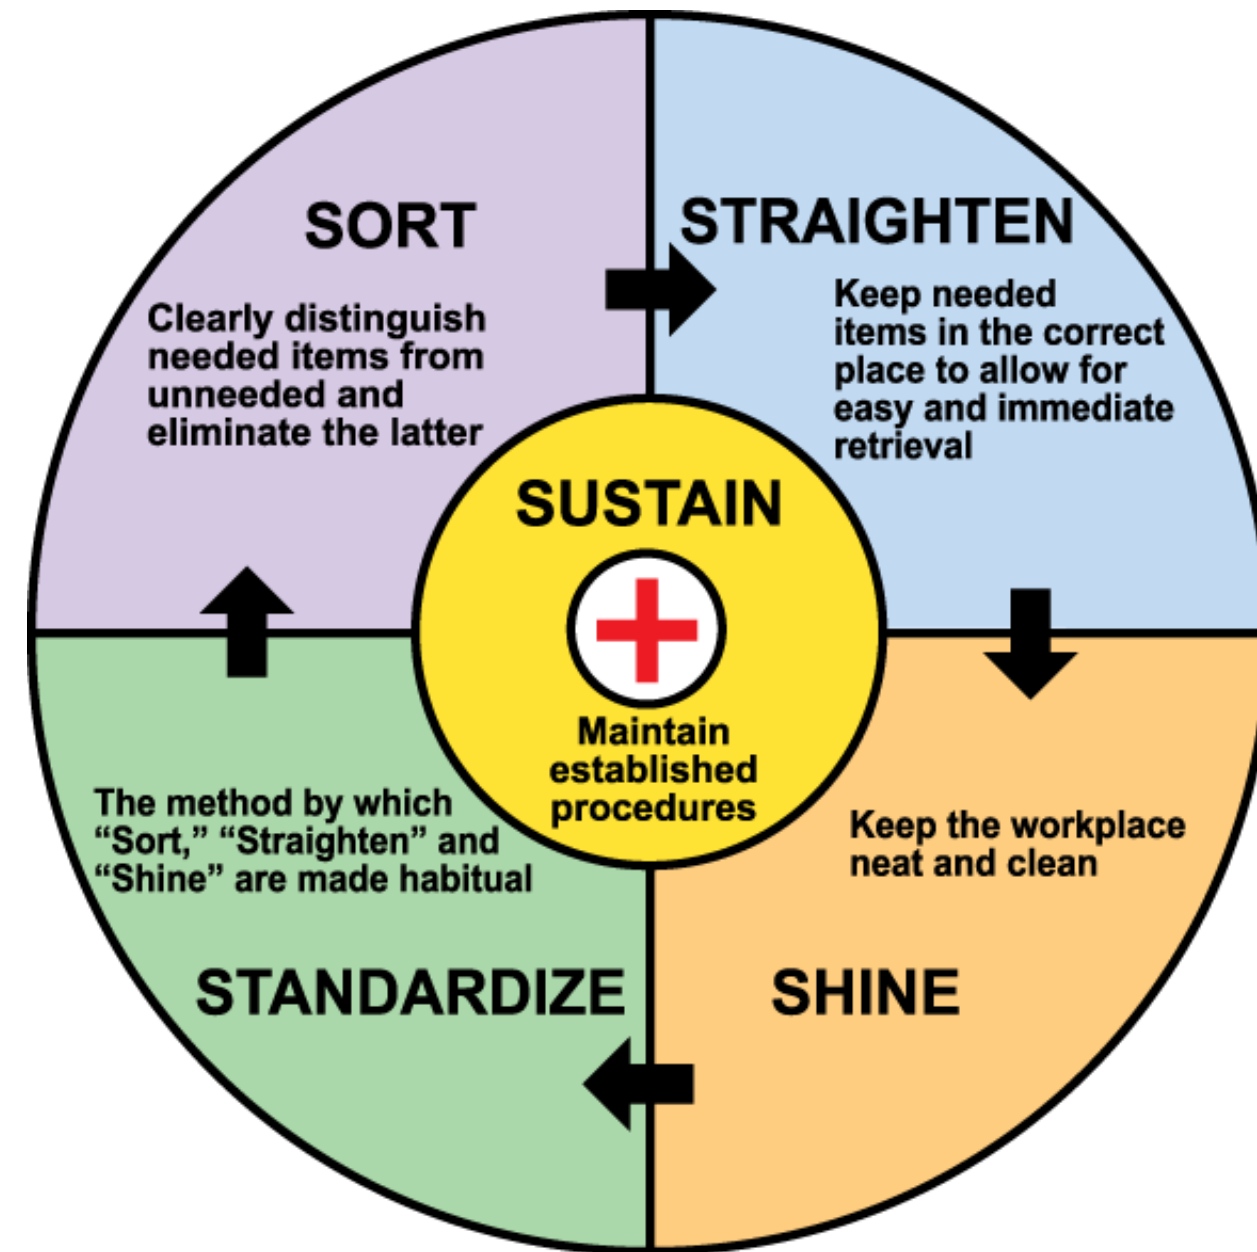 SORT
Clearly distinguish
needed items from
unneeded and
eliminate the latter
STRAIGHTEN
Keep needed
items in the correct
place to allow for
easy and immediate
retrieval
SUSTAIN
Maintain
established
procedures
Keep the workplace
neat and clean
SHINE
The method by which
“Sort,” “Straighten” and
“Shine” are made habitual
STANDARDIZE